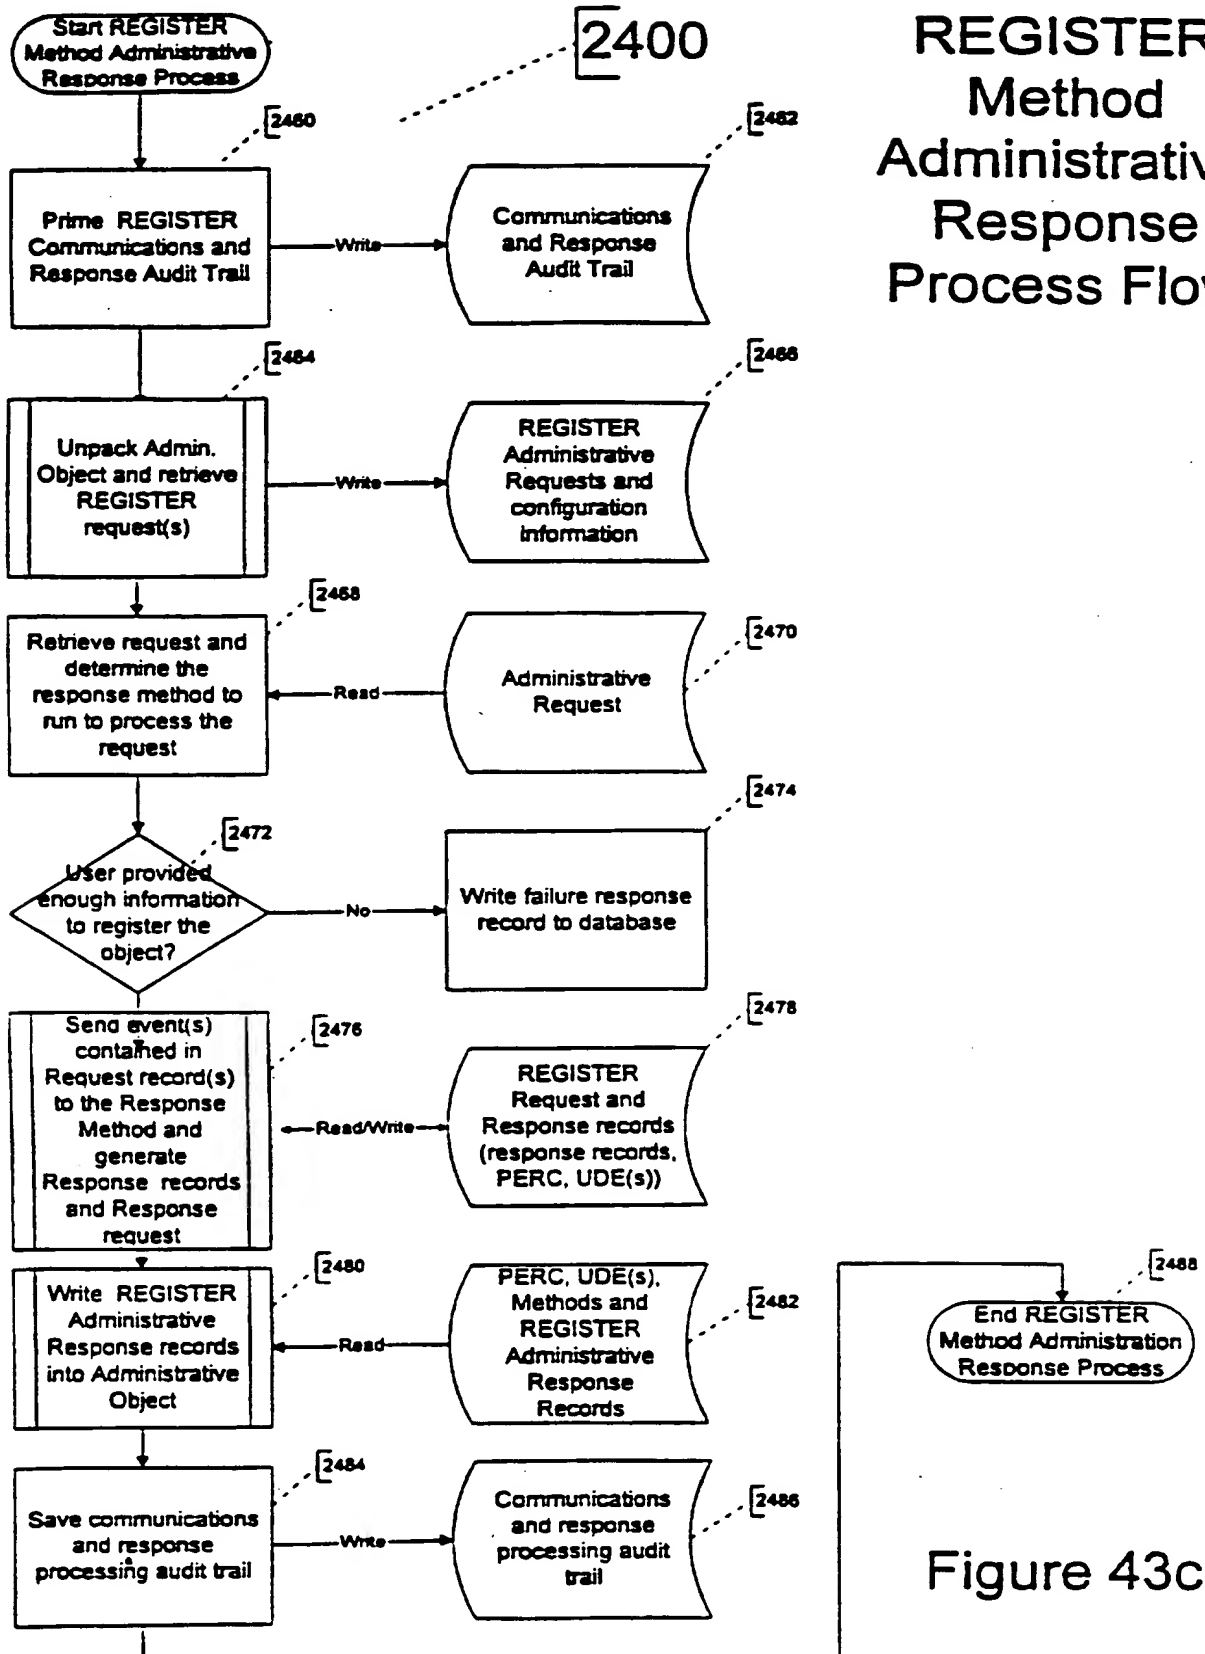 Start REGISTER
Method Administrative
Response Process
2400
REGISTER
Method
Administrativ
Response
Process Flow
2460
2462
Prime REGISTER
Communications and
Response Audit Trail
Write
Communications
and Response
Audit Trail
2464
2466
Unpack Admin.
Object and retrieve
REGISTER
request(s)
Write
REGISTER
Administrative
Requests and
configuration
information
2468
2470
Retrieve request and
determine the
response method to
run to process the
request
Read
Administrative
Request
2472
2474
User provided
enough information
to register the
object?
No
Write failure response
record to database
2476
2478
Send event(s)
contained in
Request record(s)
to the Response
Method and
generate
Response records
and Response
request
Read/Write
REGISTER
Request and
Response records
(response records,
PERC, UDE(s))
2480
2482
Write REGISTER
Administrative
Response records
into Administrative
Object
Read
PERC, UDE(s),
Methods and
REGISTER
Administrative
Response
Records
2488
End REGISTER
Method Administration
Response Process
2484
2486
Save communications
and response
processing audit trail
Write
Communications
and response
processing audit
trail
Figure 43c